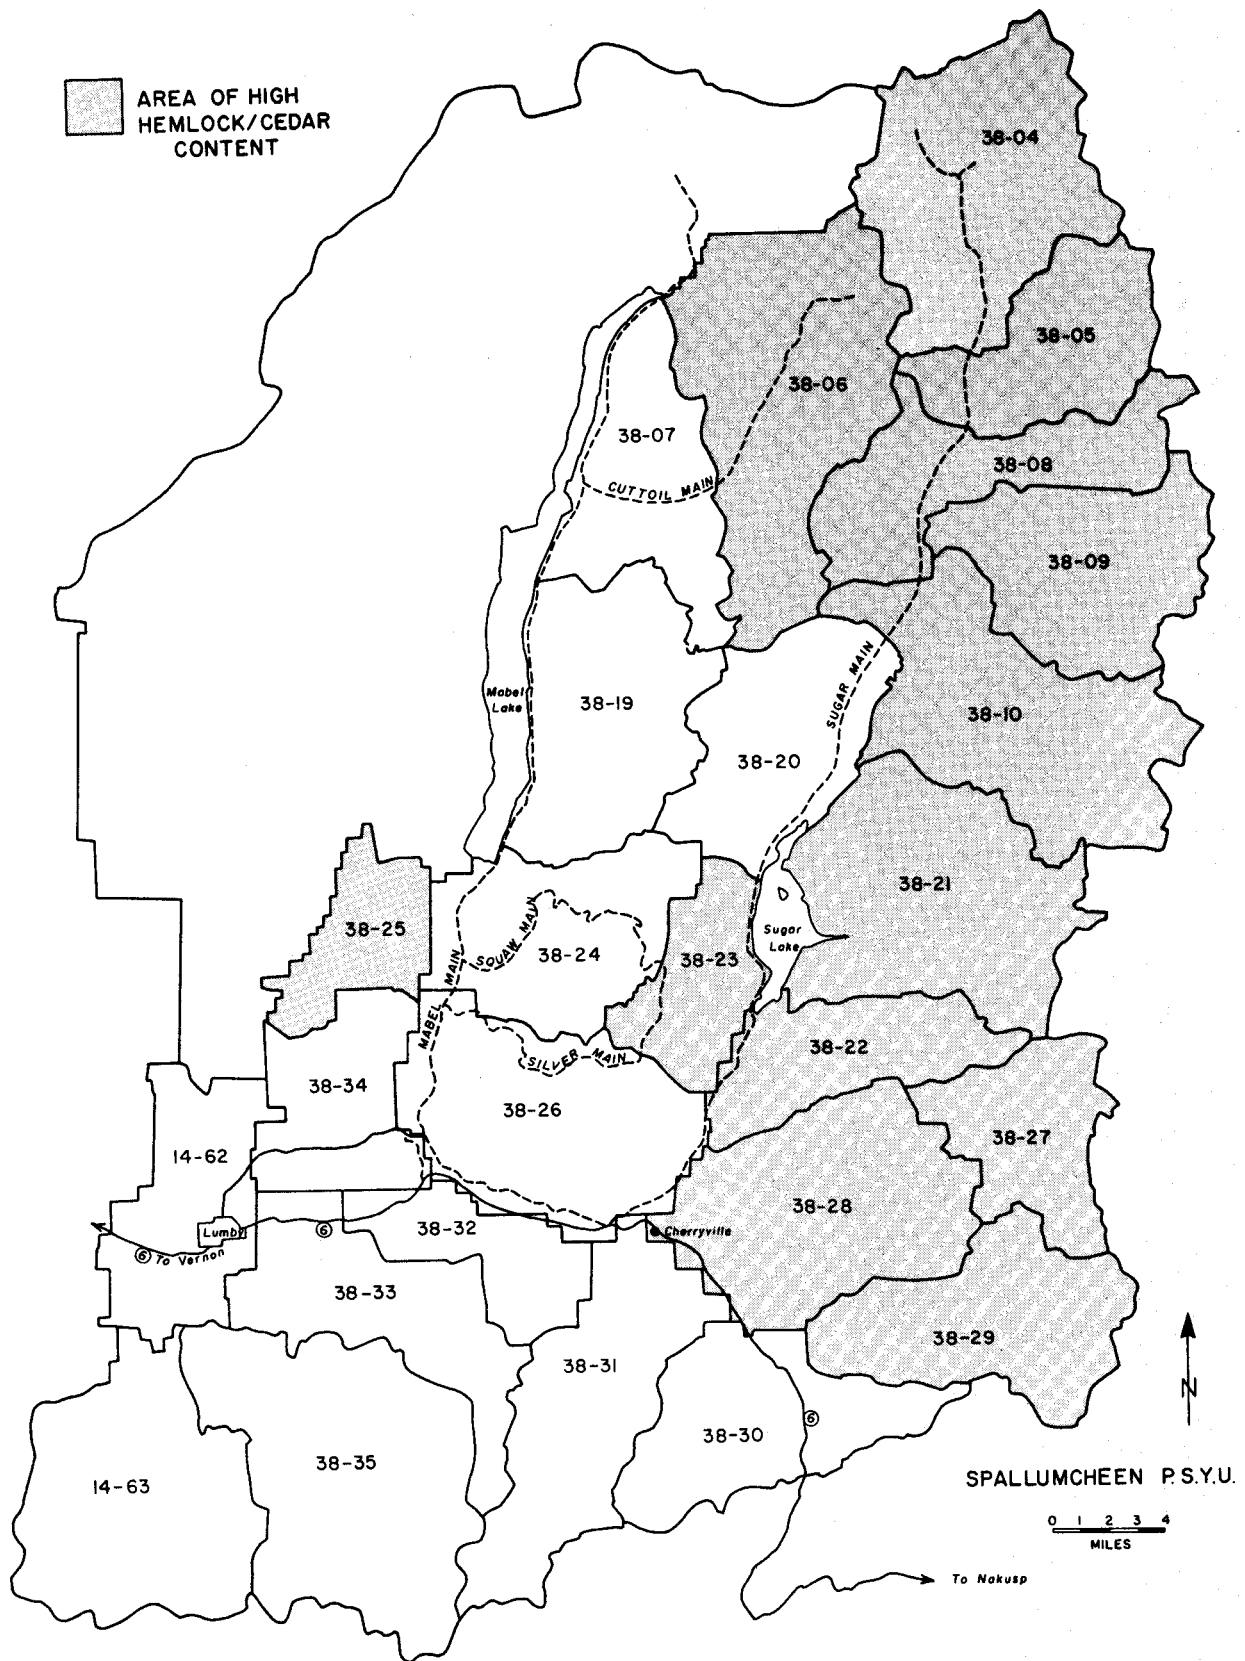 AREA OF HIGH
HEMLOCK/CEDAR
CONTENT
38-04
38-05
38-06
38-07
38-08
CUTTOIL MAIN
38-09
SUGAR MAIN
Mabel
Lake
38-19
38-10
38-20
38-21
38-25
SQUAW MAIN
38-24
38-23
Sugar
Lake
MABEL MAIN
SILVER MAIN
38-22
38-34
38-26
38-27
14-62
38-28
Lumby
6
38-32
Cherryville
6 To Vernon
38-33
38-29
38-31
N
6
38-30
38-35
14-63
SPALLUMCHEEN P.S.Y.U.
0 1 2 3 4
MILES
To Nakusp